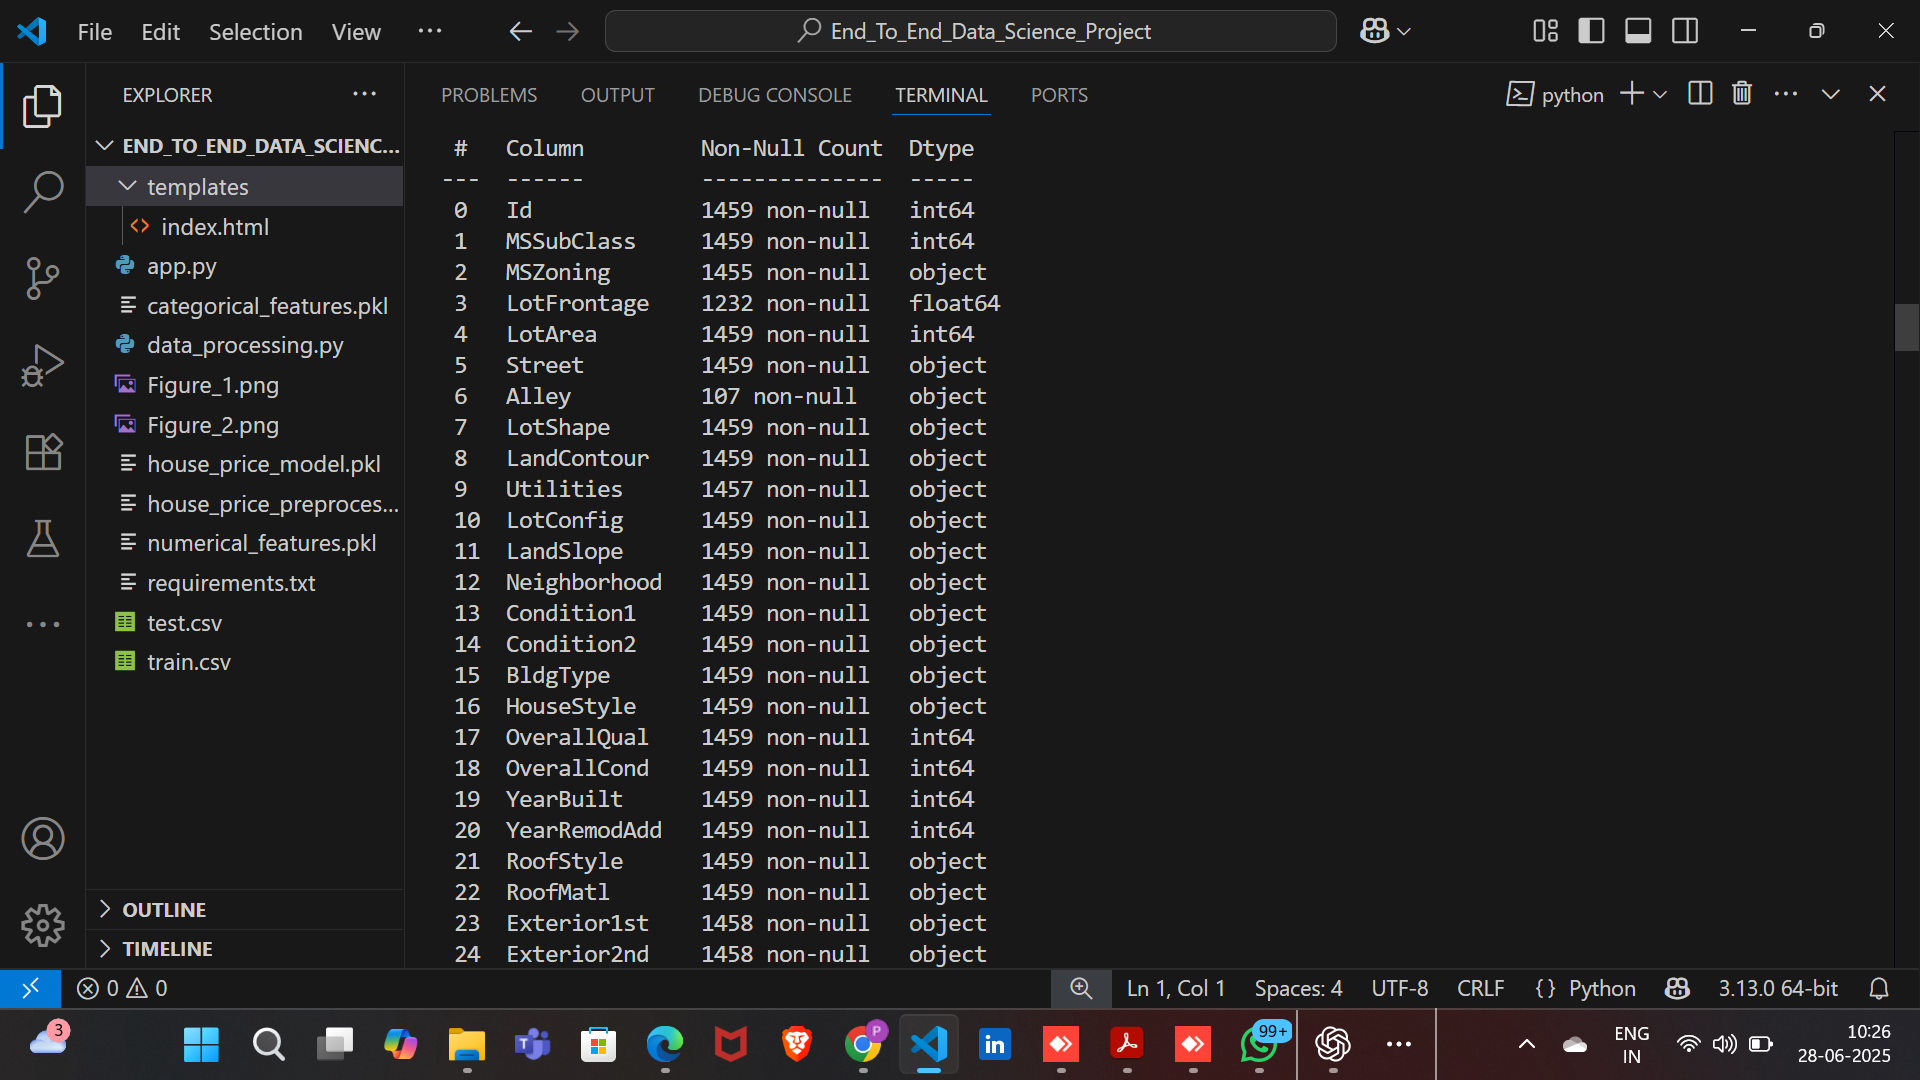 File Edit Selection View ... End_To_End_Data_Science_Project
EXPLORER ...
END_TO_END_DATA_SCIENC...
templates
index.html
app.py
categorical_features.pkl
data_processing.py
Figure_1.png
Figure_2.png
house_price_model.pkl
house_price_preproces...
numerical_features.pkl
requirements.txt
test.csv
train.csv
OUTLINE
TIMELINE
PROBLEMS OUTPUT DEBUG CONSOLE TERMINAL PORTS python
# Column Non-Null Count Dtype
--- ------ -------------- -----
0 Id 1459 non-null int64
1 MSSubClass 1459 non-null int64
2 MSZoning 1455 non-null object
3 LotFrontage 1232 non-null float64
4 LotArea 1459 non-null int64
5 Street 1459 non-null object
6 Alley 107 non-null object
7 LotShape 1459 non-null object
8 LandContour 1459 non-null object
9 Utilities 1457 non-null object
10 LotConfig 1459 non-null object
11 LandSlope 1459 non-null object
12 Neighborhood 1459 non-null object
13 Condition1 1459 non-null object
14 Condition2 1459 non-null object
15 BldgType 1459 non-null object
16 HouseStyle 1459 non-null object
17 OverallQual 1459 non-null int64
18 OverallCond 1459 non-null int64
19 YearBuilt 1459 non-null int64
20 YearRemodAdd 1459 non-null int64
21 RoofStyle 1459 non-null object
22 RoofMatl 1459 non-null object
23 Exterior1st 1458 non-null object
24 Exterior2nd 1458 non-null object
0 0 Ln 1, Col 1 Spaces: 4 UTF-8 CRLF {} Python 3.13.0 64-bit
3 T P in 99+ ENG 10:26
IN 28-06-2025